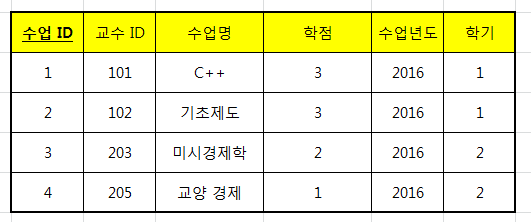 수업 ID 교수 ID 수업명 학점 수업년도 학기
1 101 C++ 3 2016 1
2 102 기초제도 3 2016 1
3 203 미시경제학 2 2016 2
4 205 교양 경제 1 2016 2